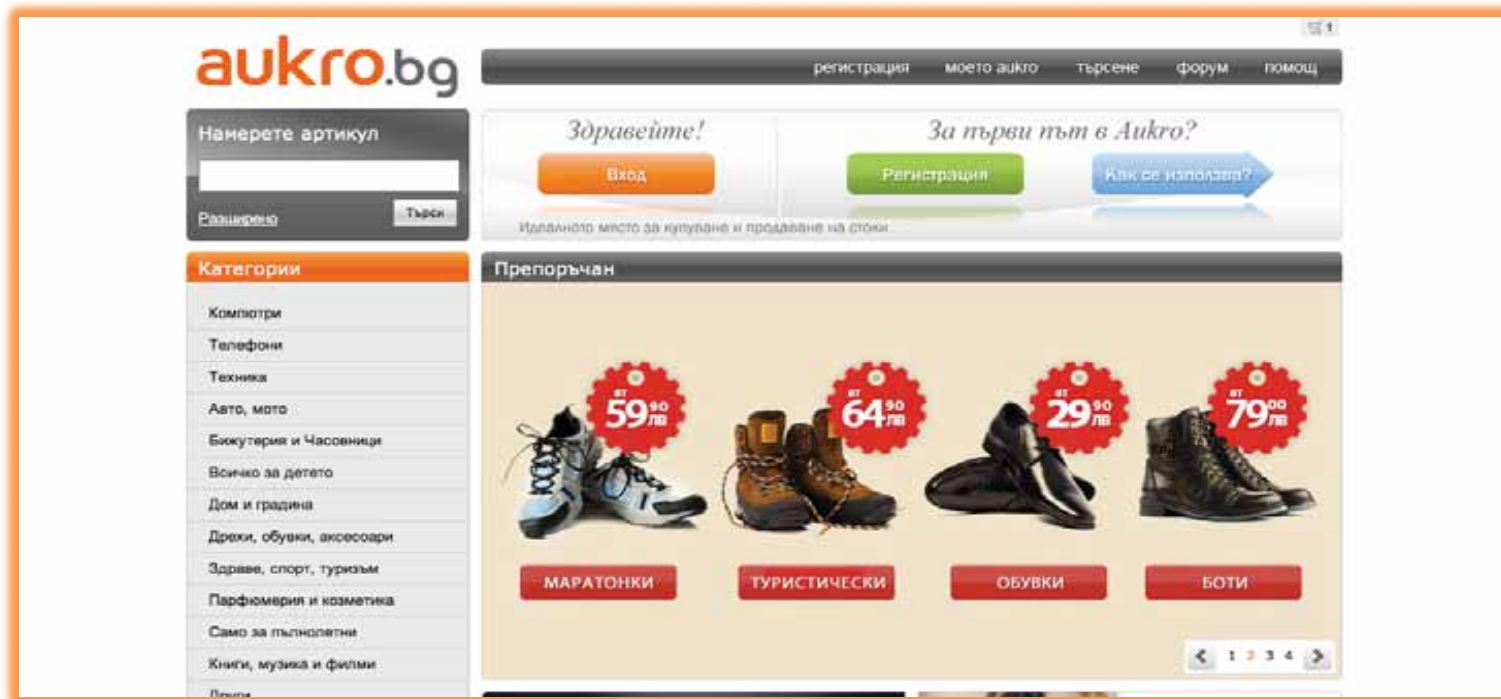 1
aukro.bg
регистрация моето aukro търсене форум помощ
Намерете артикул
Разширено Търси
Здравейте!
Вход
За първи път в Aukro?
Регистрация Как се използва?
Идеалното място за купуване и продаване на стоки
Категории
Компютри
Телефони
Техника
Авто, мото
Бижутерия и Часовници
Всичко за детето
Дом и градина
Дрехи, обувки, аксесоари
Здраве, спорт, туризъм
Парфюмерия и козметика
Само за пълнолетни
Книги, музика и филми
Други
Препоръчан
от 59 90 лв
МАРАТОНКИ
от 64 90 лв
ТУРИСТИЧЕСКИ
от 29 90 лв
ОБУВКИ
от 79 00 лв
БОТИ
1 2 3 4